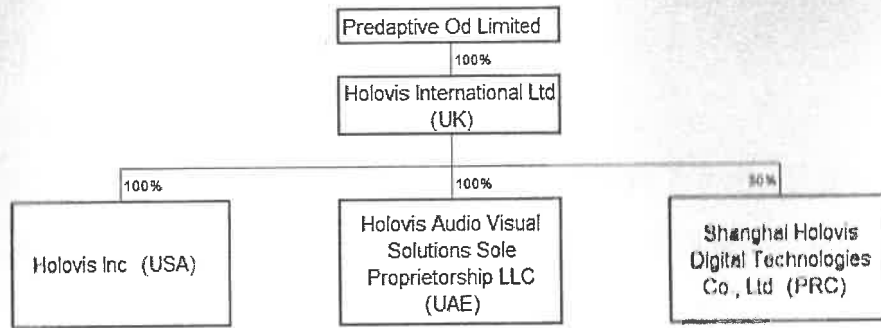 Predaptive Od Limited
100%
Holovis International Ltd
(UK)
100%
100%
Holovis Inc (USA)
Holovis Audio Visual
Solutions Sole
Proprietorship LLC
(UAE)
Shanghai Holovis
Digital Technologies
Co., Ltd (PRC)